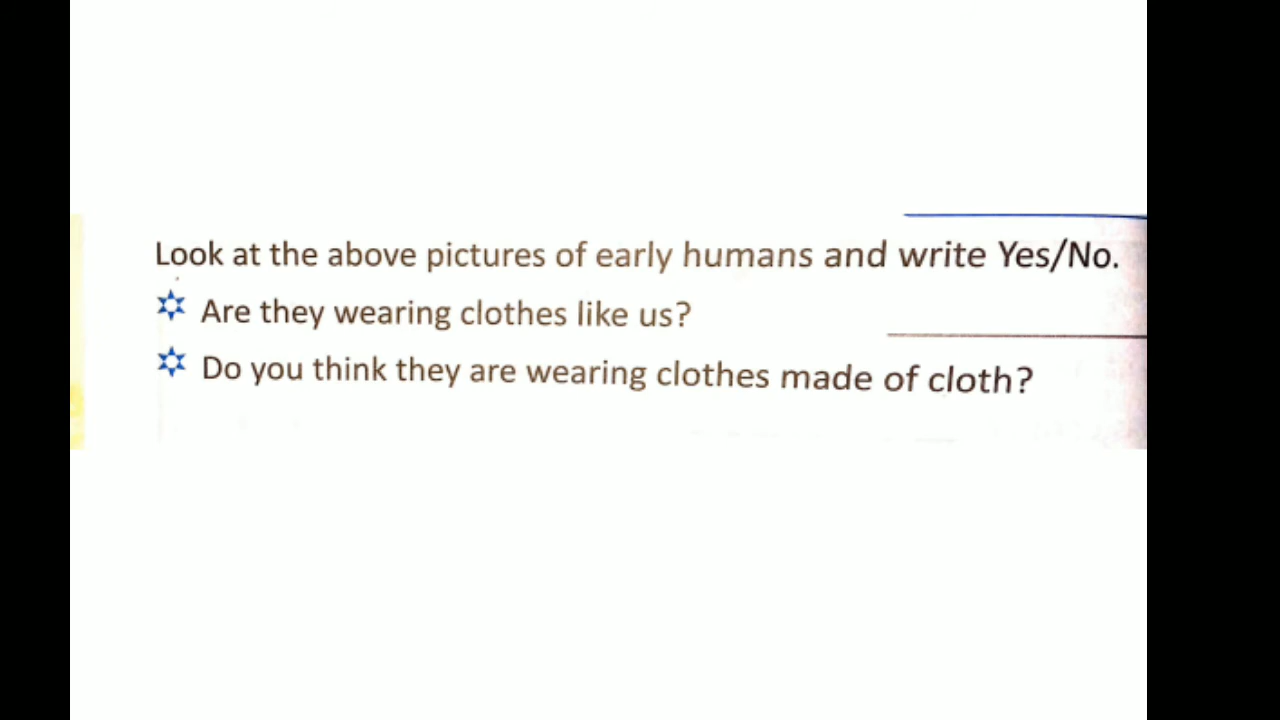 Look at the above pictures of early humans and write Yes/No.
Are they wearing clothes like us?
Do you think they are wearing clothes made of cloth?